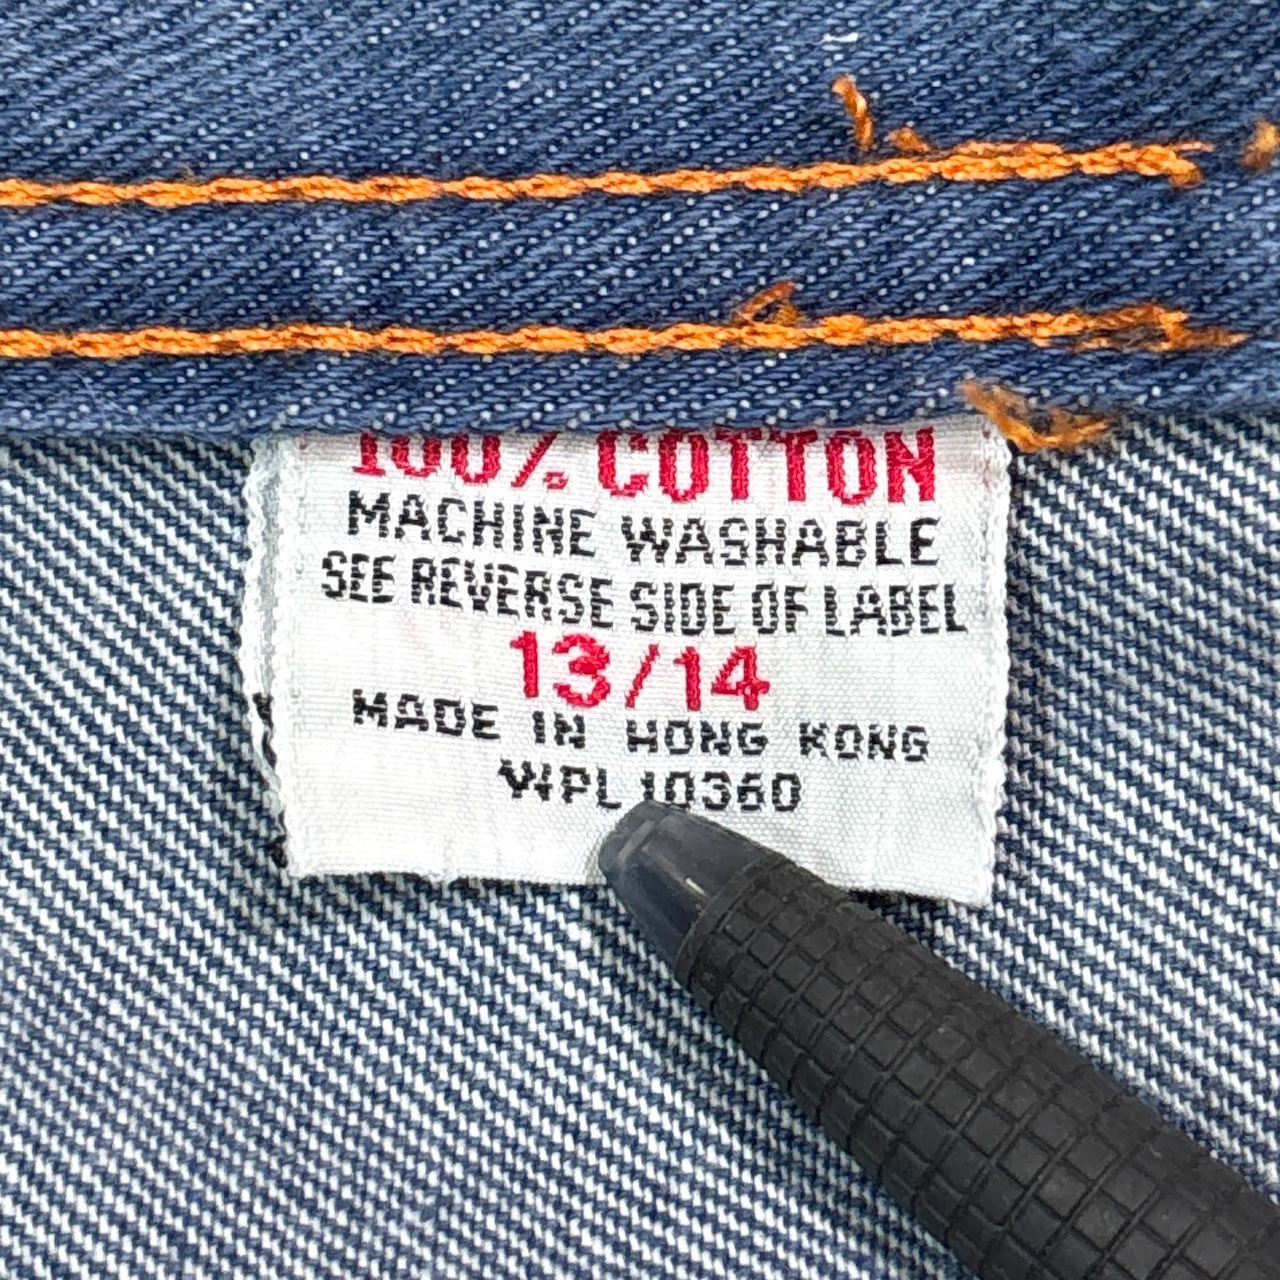 100% COTTON
MACHINE WASHABLE
SEE REVERSE SIDE OF LABEL
13/14
MADE IN HONG KONG
WPL 10360